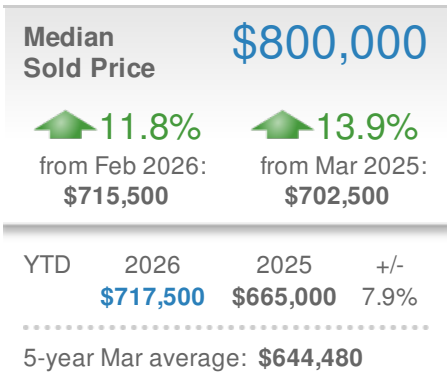 Median
Sold Price
$800,000
11.8%
from Feb 2026:
$715,500
13.9%
from Mar 2025:
$702,500
YTD 2026 2025 +/-
$717,500 $665,000 7.9%
5-year Mar average: $644,480